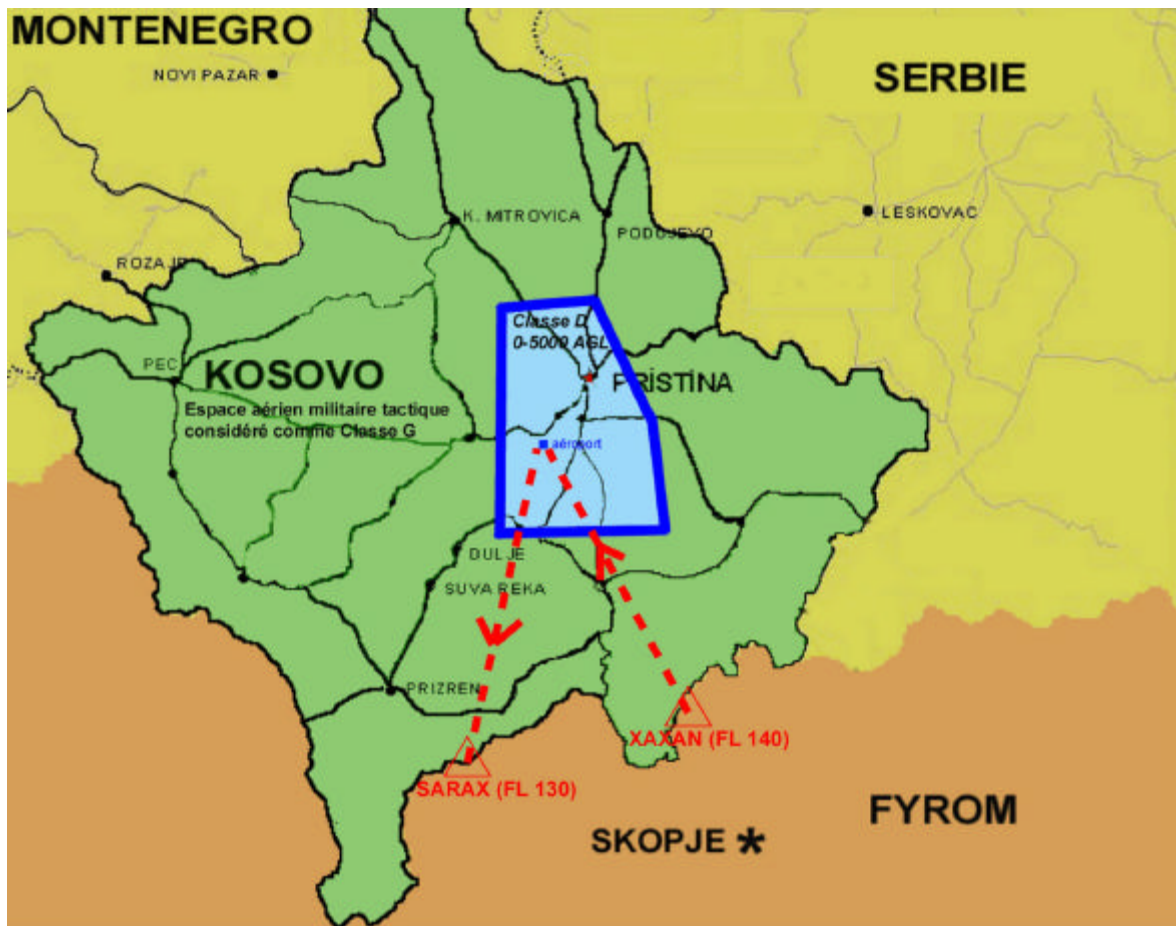 MONTENEGRO
NOVI PAZAR
SERBIE
K. MITROVICA
PODUJEVO
LESKOVAC
ROZAJE
Classe D
0-5000 AGL
PEC
KOSOVO
PRISTINA
Espace aérien militaire tactique
considéré comme Classe G
aéroport
DULJE
SUVA REKA
PRIZREN
XAXAN (FL 140)
SARAX (FL 130)
FYROM
SKOPJE *